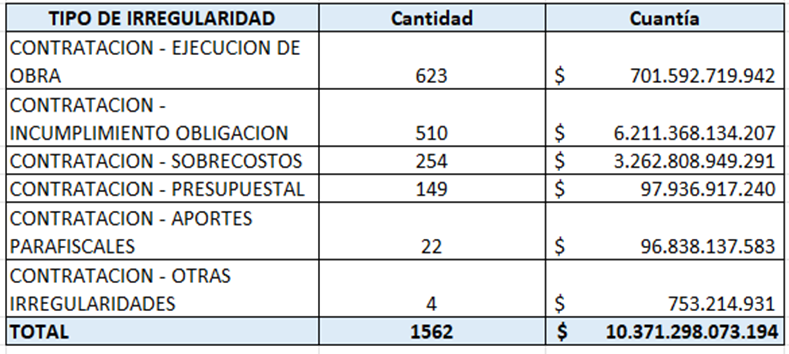 TIPO DE IRREGULARIDAD Cantidad Cuantía
CONTRATACION - EJECUCION DE
OBRA 623 $ 701.592.719.942
CONTRATACION -
INCUMPLIMIENTO OBLIGACION 510 $ 6.211.368.134.207
CONTRATACION - SOBRECOSTOS 254 $ 3.262.808.949.291
CONTRATACION - PRESUPUESTAL 149 $ 97.936.917.240
CONTRATACION - APORTES
PARAFISCALES 22 $ 96.838.137.583
CONTRATACION - OTRAS
IRREGULARIDADES 4 $ 753.214.931
TOTAL 1562 $ 10.371.298.073.194